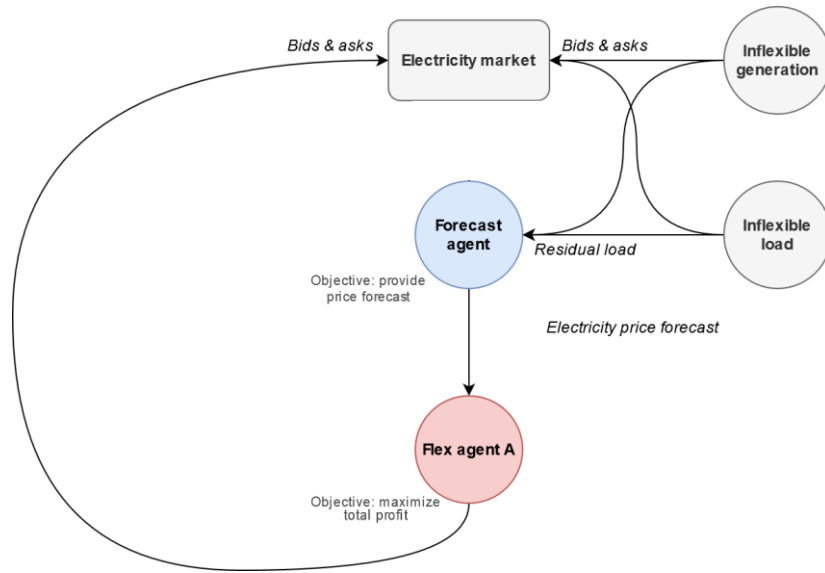 Bids & asks
Electricity market
Bids & asks
Inflexible
generation
Forecast
agent
Residual load
Inflexible
load
Objective: provide
price forecast
Electricity price forecast
Flex agent A
Objective: maximize
total profit